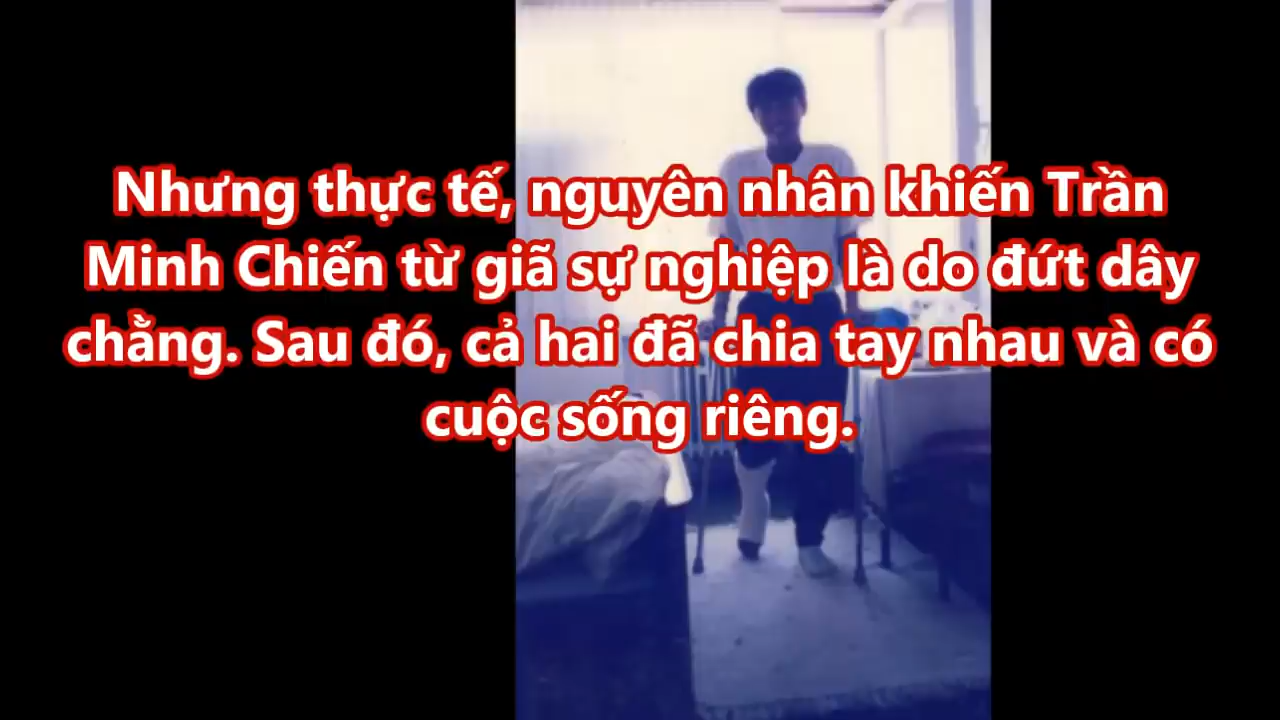 Nhưng thực tế, nguyên nhân khiến Trần
Minh Chiến từ giã sự nghiệp là do đứt dây
chằng. Sau đó, cả hai đã chia tay nhau và có
cuộc sống riêng.